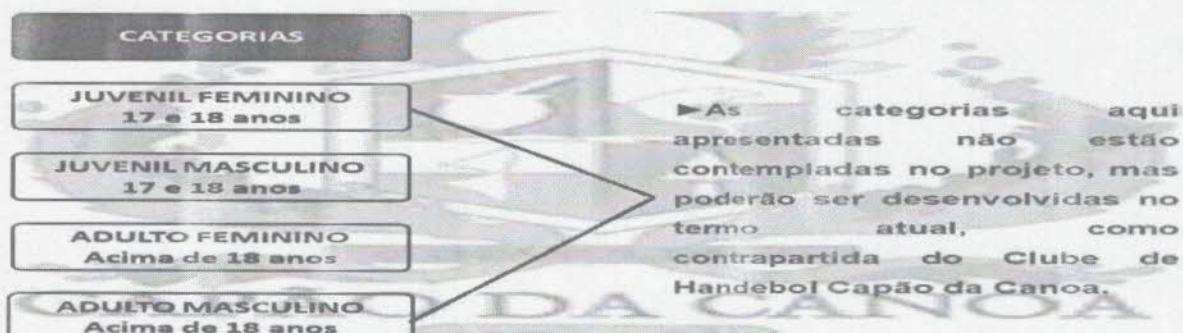 CATEGORIAS
JUVENIL FEMININO
17 e 18 anos
JUVENIL MASCULINO
17 e 18 anos
ADULTO FEMININO
Acima de 18 anos
ADULTO MASCULINO
Acima de 18 anos
►As categorias aqui
apresentadas não estão
contempladas no projeto, mas
poderão ser desenvolvidas no
termo atual, como
contrapartida do Clube de
Handebol Capão da Canoa.
DA CANOA